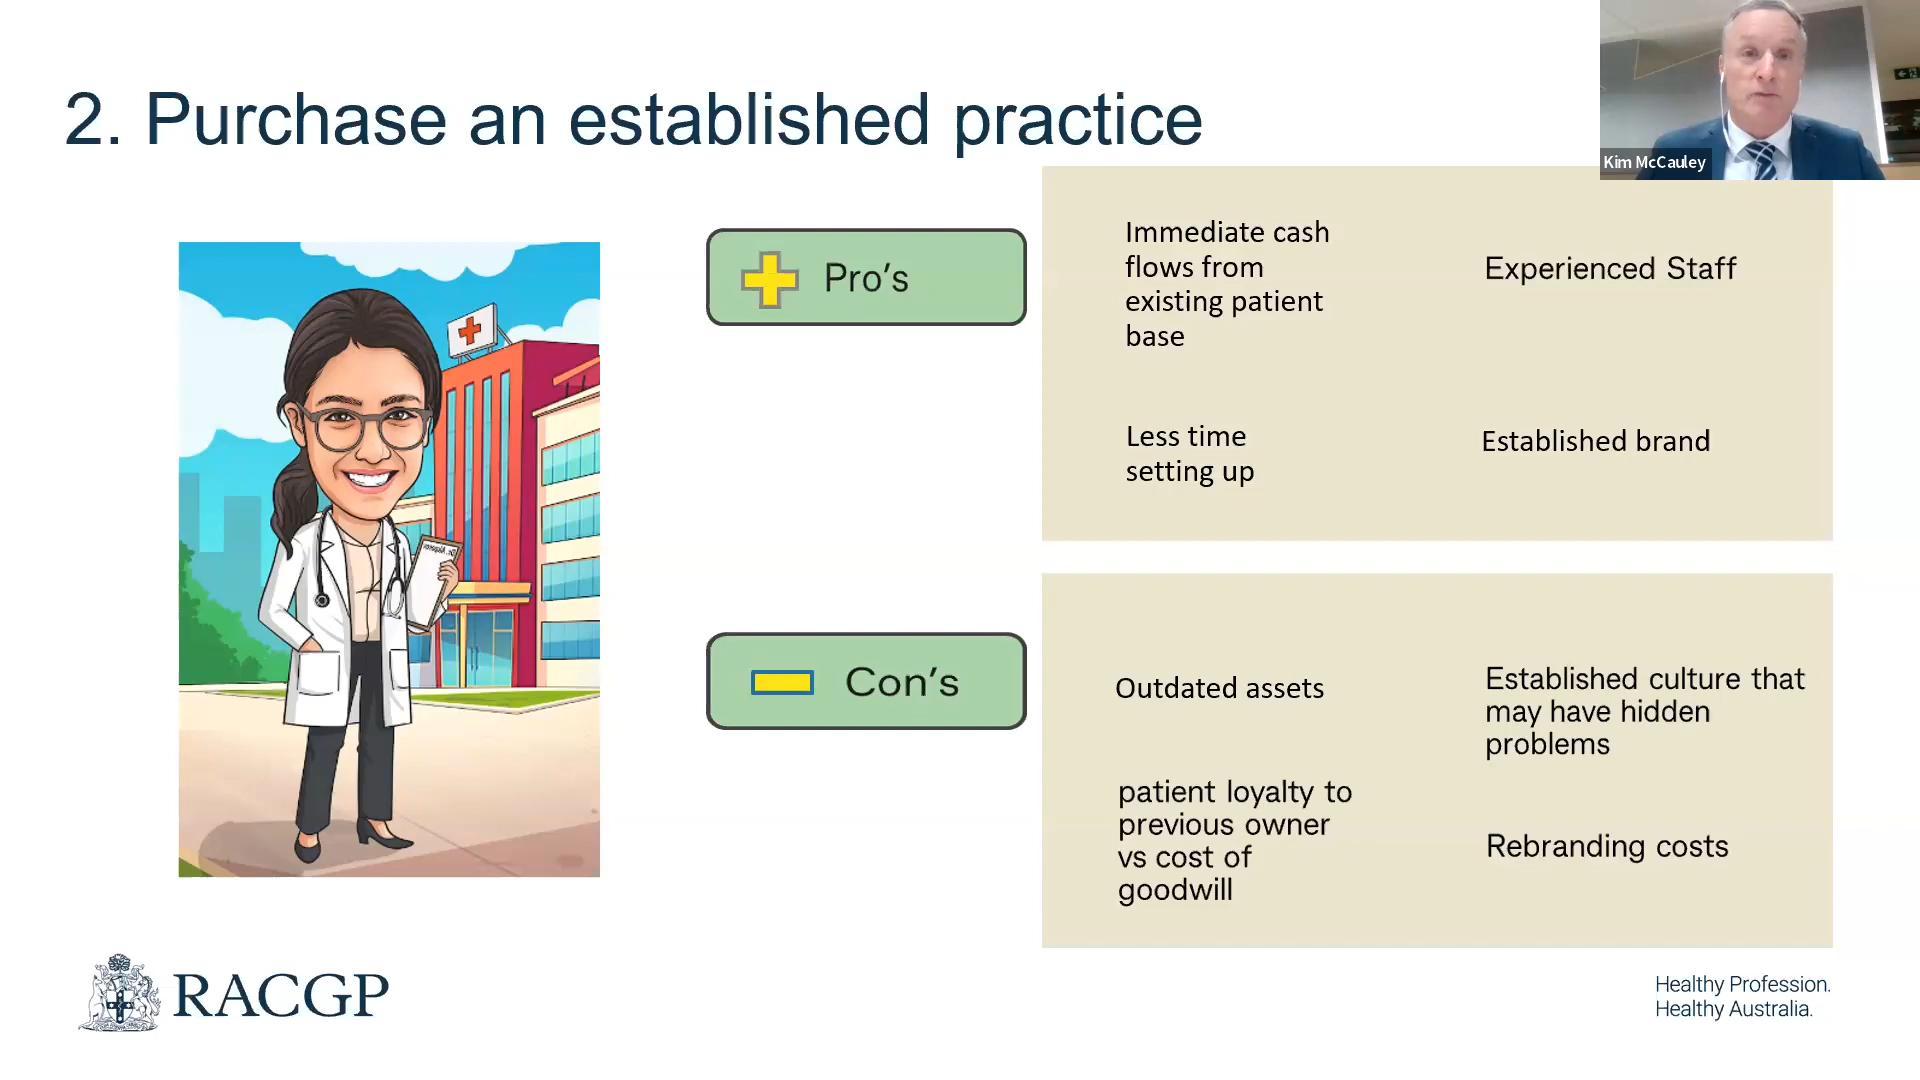 2. Purchase an established practice
Kim McCauley
Pro's
Immediate cash
flows from
existing patient
base
Experienced Staff
Less time
setting up
Established brand
Con's
Outdated assets
Established culture that
may have hidden
problems
patient loyalty to
previous owner
vs cost of
goodwill
Rebranding costs
RACGP
Healthy Profession.
Healthy Australia.